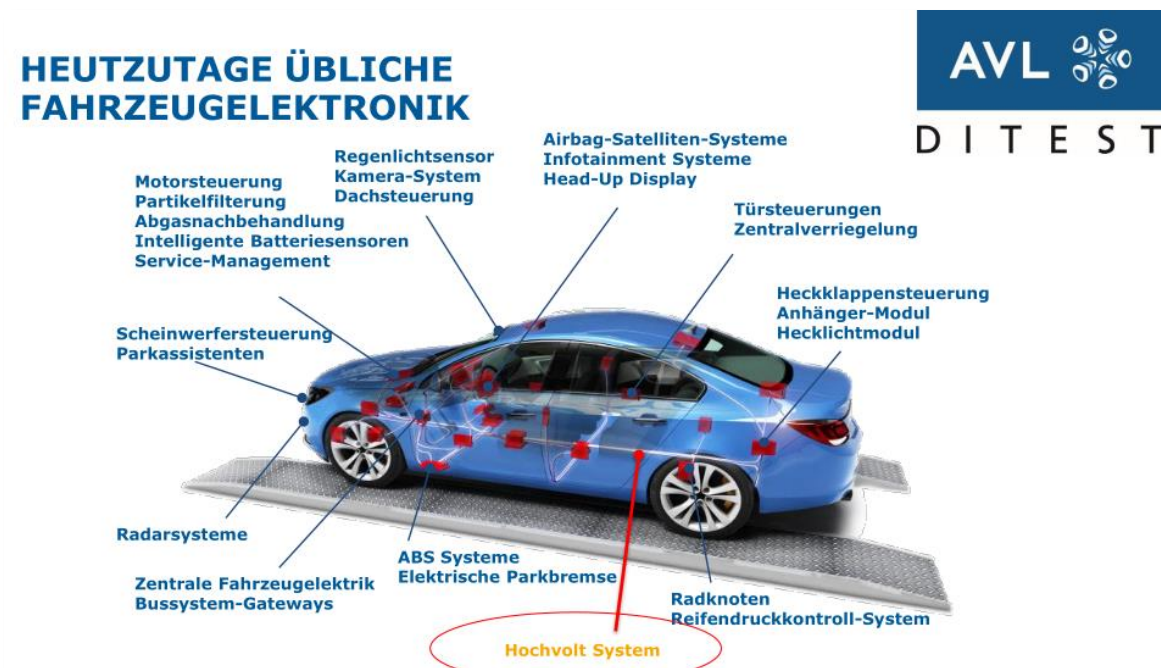 HEUTZUTAGE ÜBLICHE
FAHRZEUGELEKTRONIK
AVL
DITEST
Airbag-Satelliten-Systeme
Infotainment Systeme
Head-Up Display
Regenlichtsensor
Kamera-System
Dachsteuerung
Motorsteuerung
Partikelfilterung
Abgasnachbehandlung
Intelligente Batteriesensoren
Service-Management
Türsteuerungen
Zentralverriegelung
Heckklappensteuerung
Anhänger-Modul
Hecklichtmodul
Scheinwerfersteuerung
Parkassistenten
Radarsysteme
Zentrale Fahrzeugelektrik
Bussystem-Gateways
ABS Systeme
Elektrische Parkbremse
Radknoten
Reifendruckkontroll-System
Hochvolt System